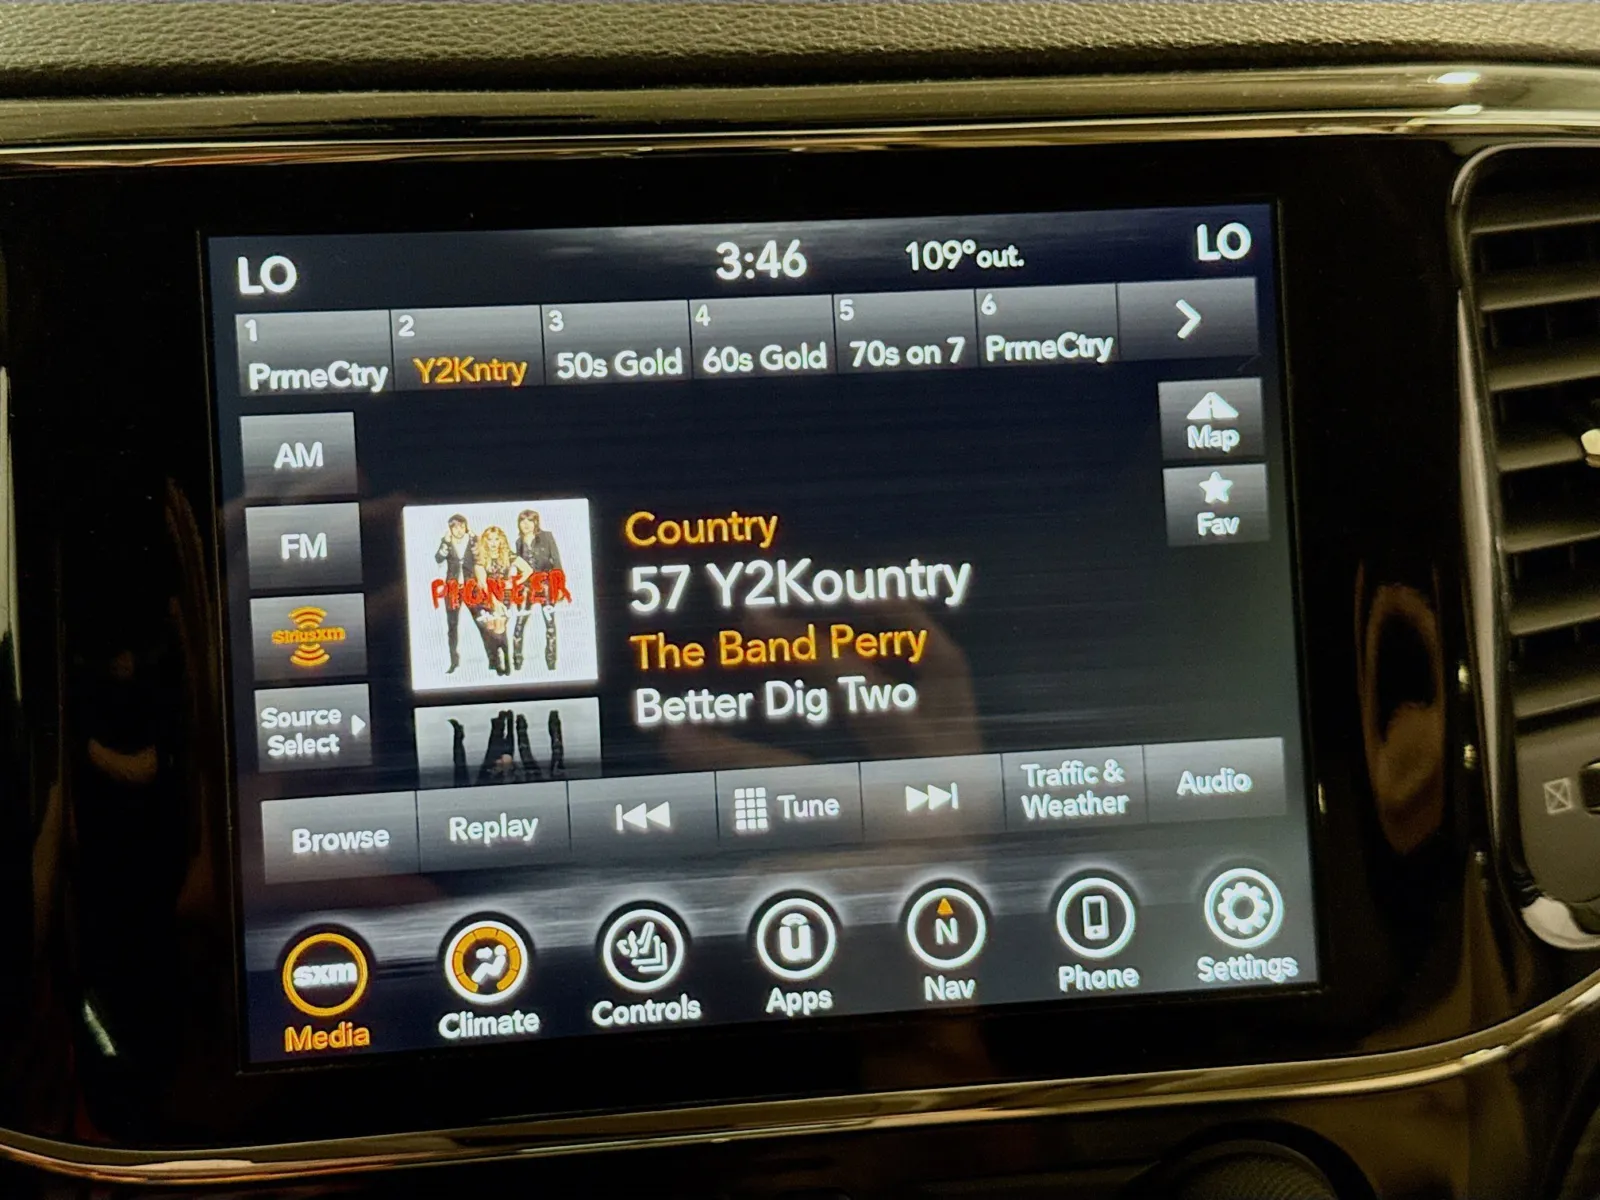 LO
3:46
109° out.
LO
1
PrmeCtry
2
Y2Kntry
3
50s Gold
4
60s Gold
5
70s on 7
6
PrmeCtry
AM
FM
siriusxm
Source
Select
Map
Fav
PIONEER
Country
57 Y2Kountry
The Band Perry
Better Dig Two
Browse
Replay
Tune
Traffic &
Weather
Audio
sxm
Media
Climate
Controls
u
Apps
N
Nav
Phone
Settings